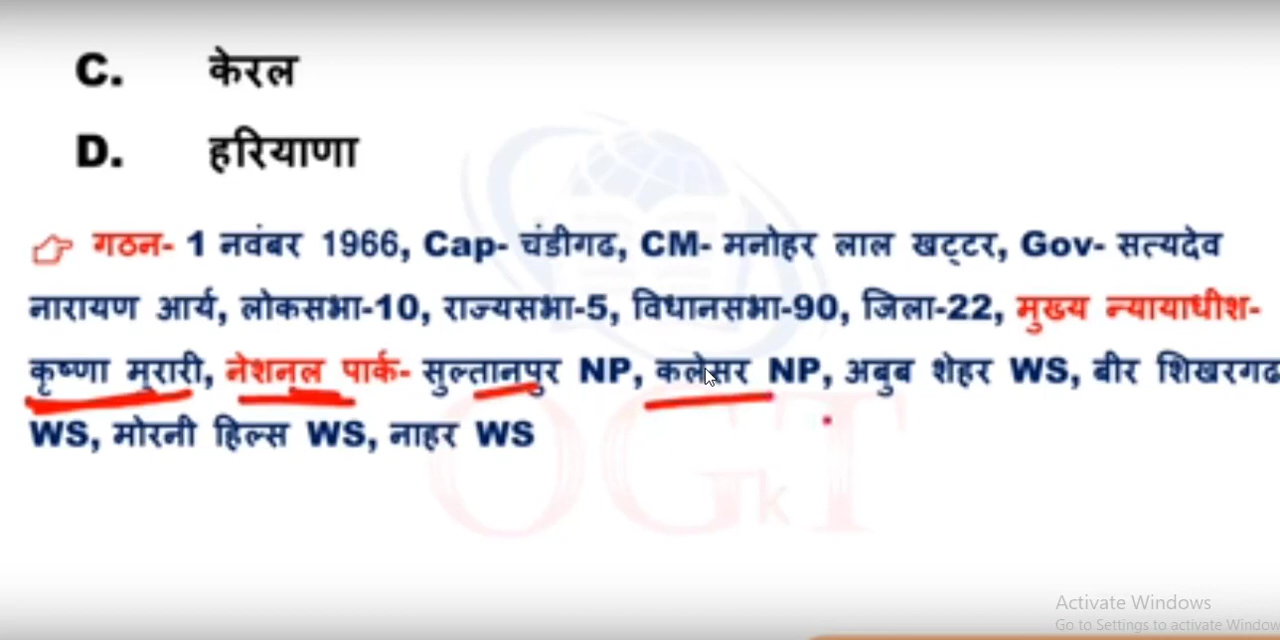 C. केरल
D. हरियाणा
गठन- 1 नवंबर 1966, Cap- चंडीगढ, CM- मनोहर लाल खट्टर, Gov- सत्यदेव
नारायण आर्य, लोकसभा-10, राज्यसभा-5, विधानसभा-90, जिला-22, मुख्य न्यायाधीश-
कृष्णा मुरारी, नेशनल पार्क- सुल्तानपुर NP, कलेसर NP, अबुब शेहर WS, बीर शिखरगढ
WS, मोरनी हिल्स WS, नाहर WS
OGkT
Activate Windows
Go to Settings to activate Window